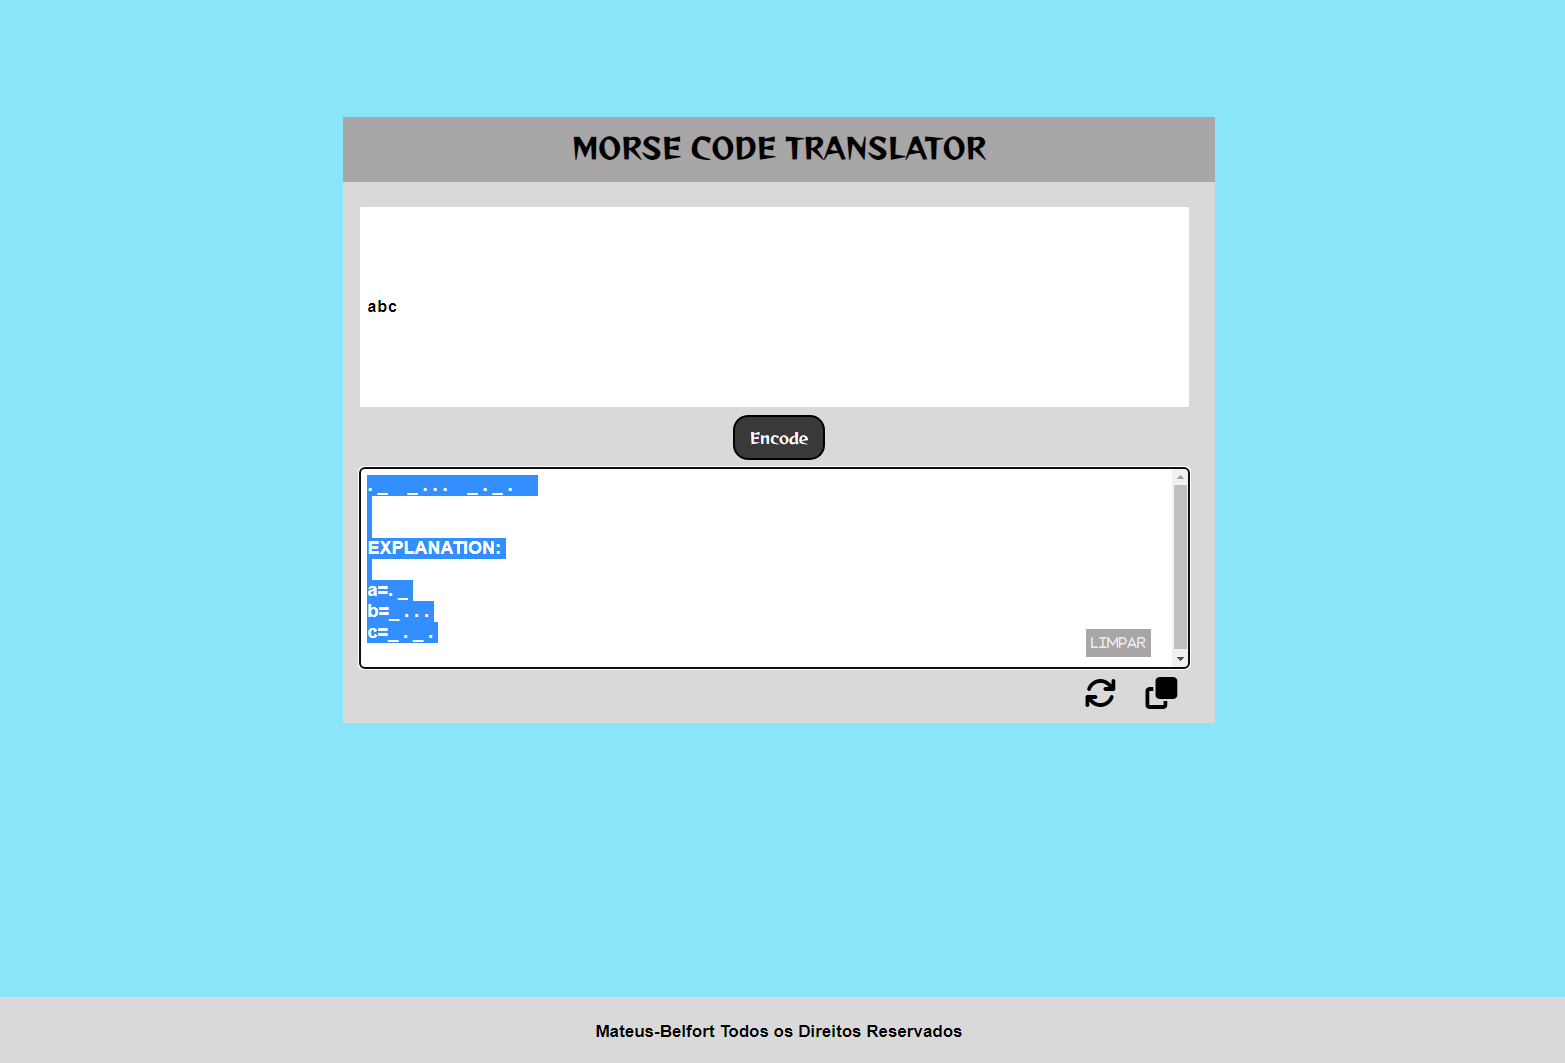 MORSE CODE TRANSLATOR
abc
Encode
._ _... _._.
EXPLANATION:
a=._
b=_...
c=_._.
LIMPAR
Mateus-Belfort Todos os Direitos Reservados